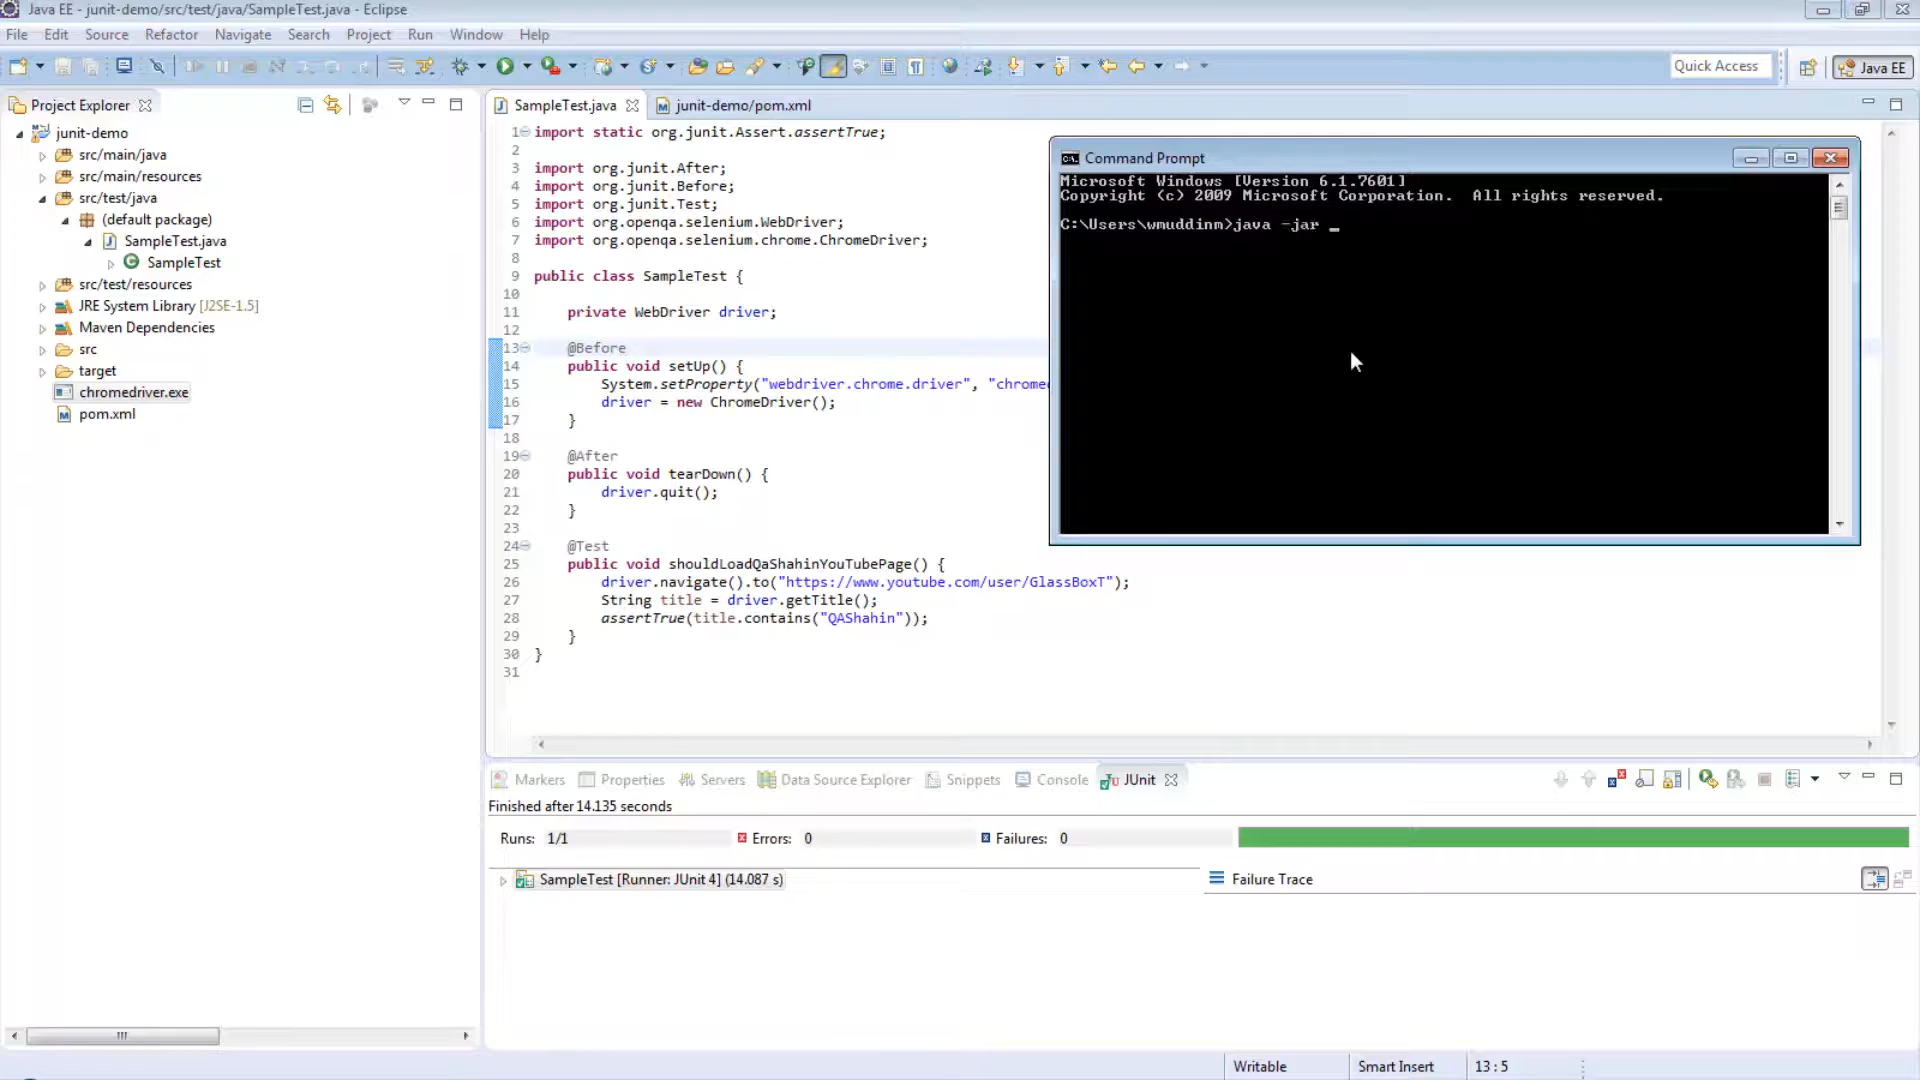 Java EE - junit-demo/src/test/java/SampleTest.java - Eclipse
File Edit Source Refactor Navigate Search Project Run Window Help
Quick Access
Java EE
Project Explorer
junit-demo
src/main/java
src/main/resources
src/test/java
(default package)
SampleTest.java
SampleTest
src/test/resources
JRE System Library [J2SE-1.5]
Maven Dependencies
src
target
chromedriver.exe
pom.xml
SampleTest.java junit-demo/pom.xml
1 import static org.junit.Assert.assertTrue;
2
3 import org.junit.After;
4 import org.junit.Before;
5 import org.junit.Test;
6 import org.openqa.selenium.WebDriver;
7 import org.openqa.selenium.chrome.ChromeDriver;
8
9 public class SampleTest {
10
11 private WebDriver driver;
12
13 @Before
14 public void setUp() {
15 System.setProperty("webdriver.chrome.driver", "chromed
16 driver = new ChromeDriver();
17 }
18
19 @After
20 public void tearDown() {
21 driver.quit();
22 }
23
24 @Test
25 public void shouldLoadQaShahinYouTubePage() {
26 driver.navigate().to("https://www.youtube.com/user/GlassBoxT");
27 String title = driver.getTitle();
28 assertTrue(title.contains("QAShahin"));
29 }
30 }
31
Command Prompt
Microsoft Windows [Version 6.1.7601]
Copyright (c) 2009 Microsoft Corporation. All rights reserved.
C:\Users\wmuddinm>java -jar _
Markers Properties Servers Data Source Explorer Snippets Console JUnit
Finished after 14.135 seconds
Runs: 1/1 Errors: 0 Failures: 0
SampleTest [Runner: JUnit 4] (14.087 s)
Failure Trace
Writable Smart Insert 13 : 5